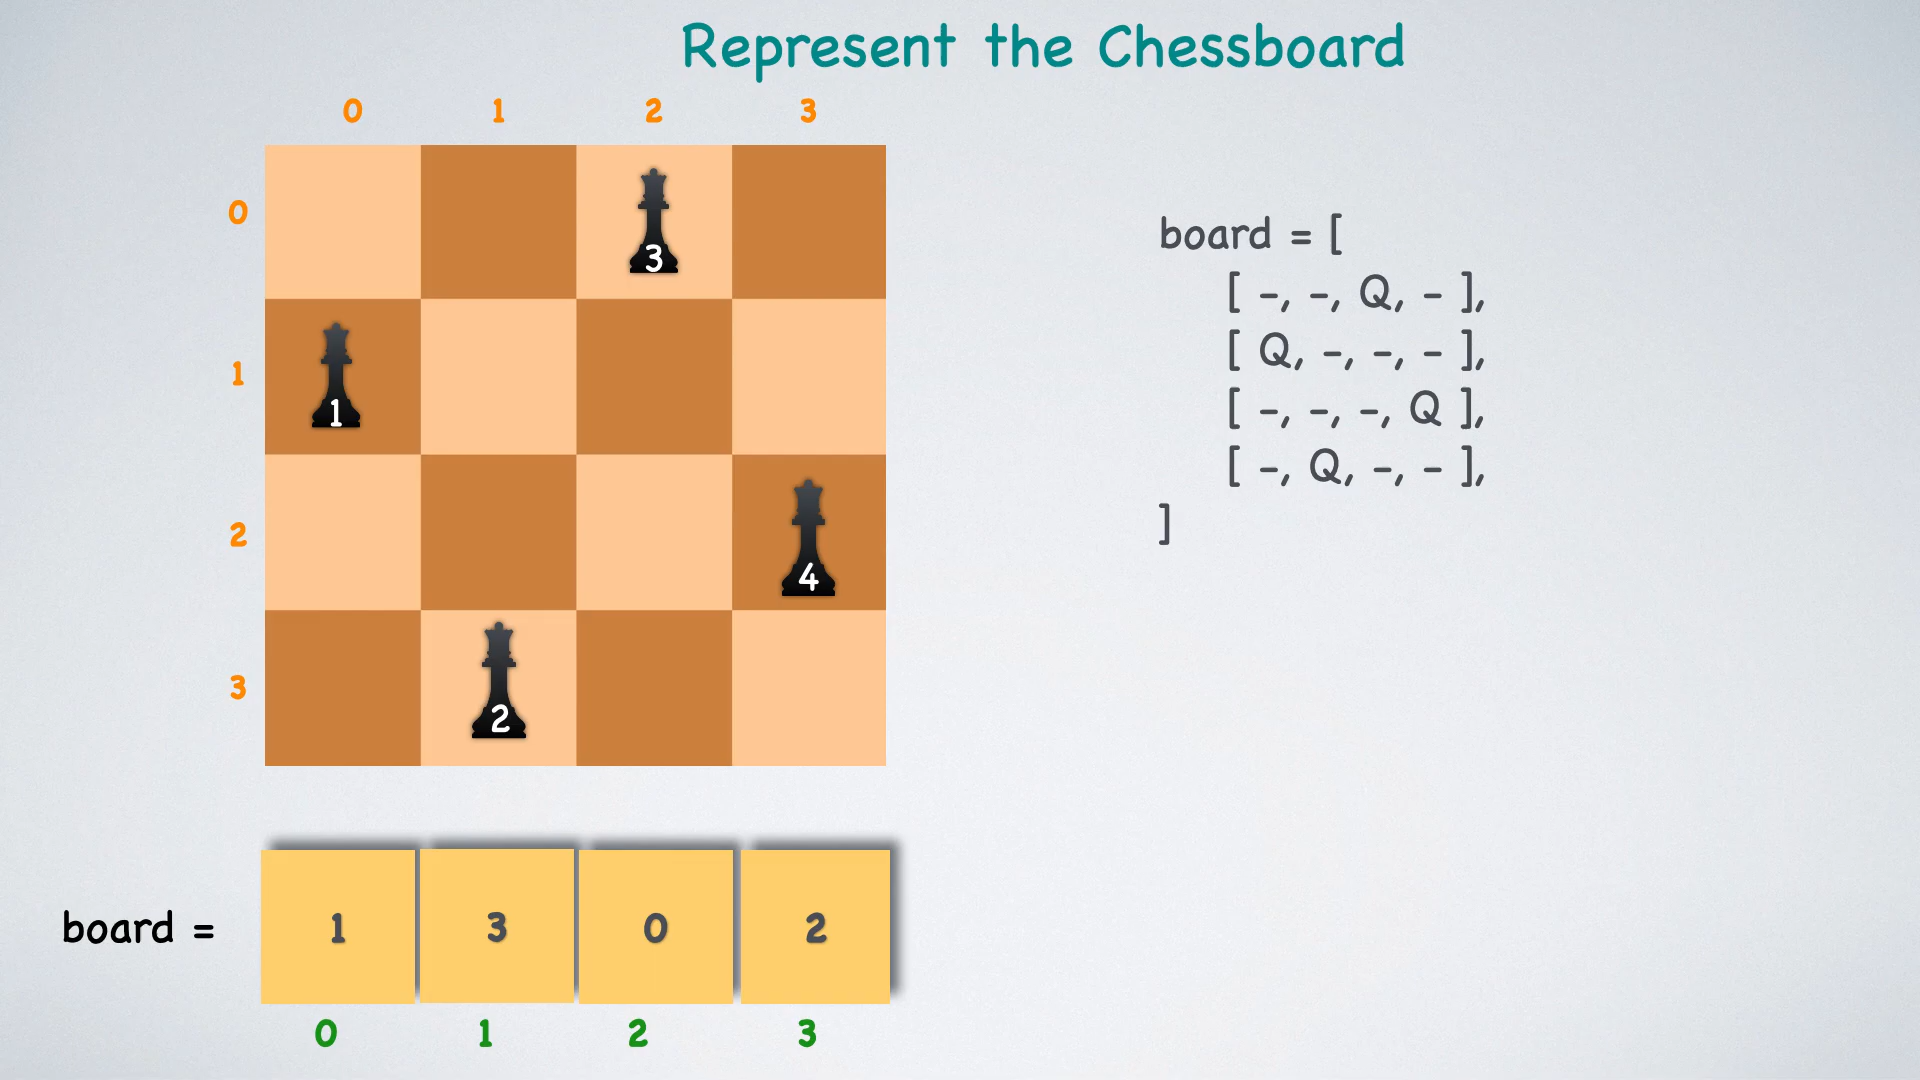 Represent the Chessboard
0 1 2 3
0
3
1
1
2
4
3
2
board = [
[ -, -, Q, - ],
[ Q, -, -, - ],
[ -, -, -, Q ],
[ -, Q, -, - ],
]
board = 1 3 0 2
0 1 2 3